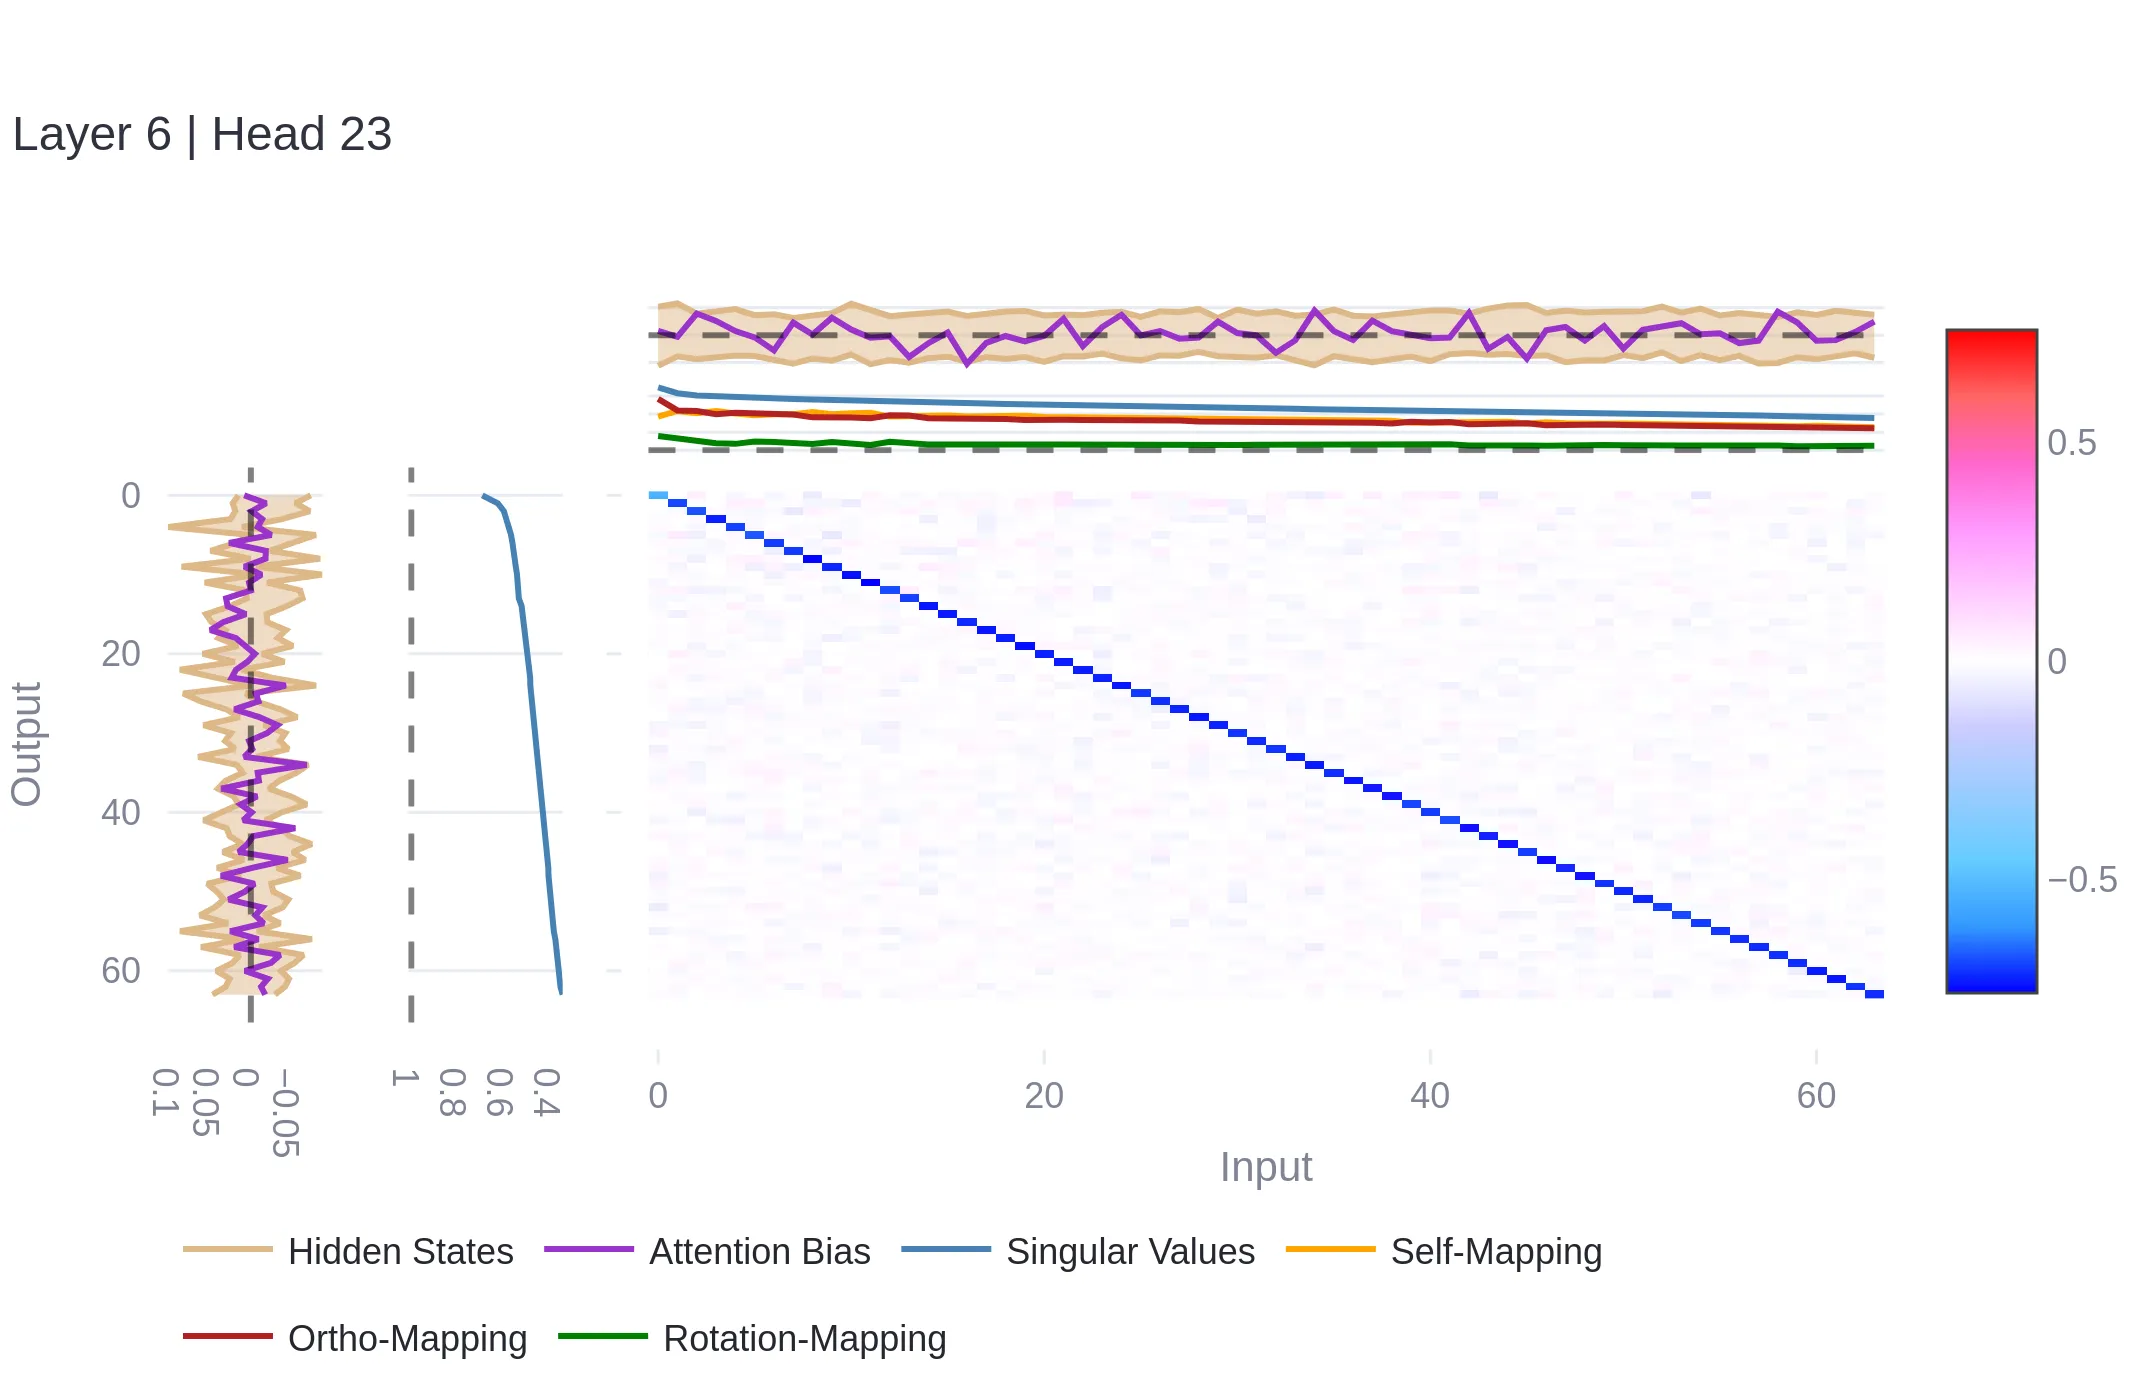 Layer 6 | Head 23
0
20
40
60
Output
0.1
0.05
0
−0.05
1
0.8
0.6
0.4
0
20
40
60
Input
0.5
0
−0.5
Hidden States
Attention Bias
Singular Values
Self-Mapping
Ortho-Mapping
Rotation-Mapping